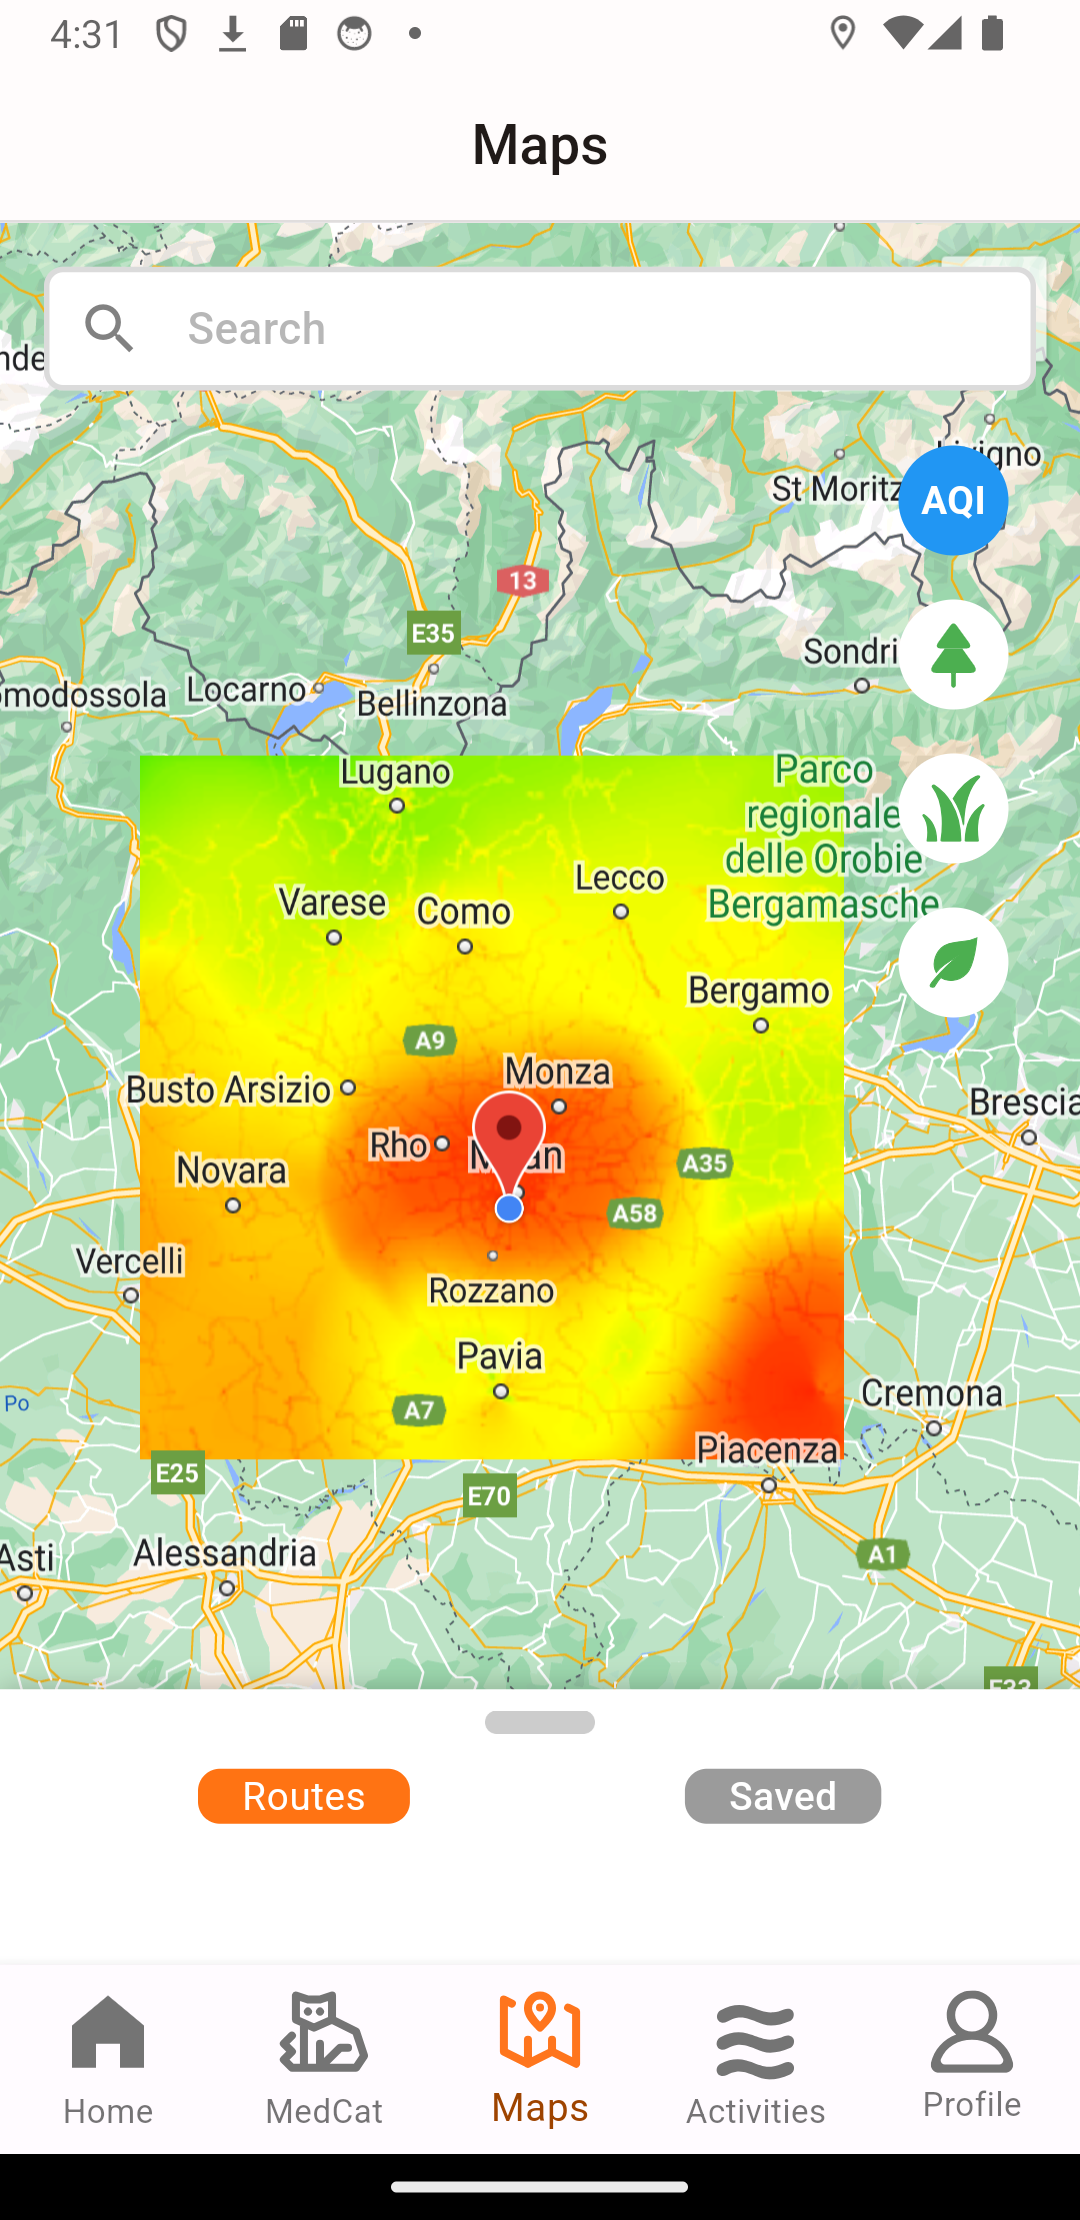 4:31
Maps
Search
nde
Livigno
St Moritz
AQI
13
E35
Sondri
omodossola
Locarno
Bellinzona
Lugano
Parco
regionale
delle Orobie
Bergamasche
Lecco
Varese
Como
Bergamo
A9
Monza
Busto Arsizio
Brescia
Rho
Milan
A35
Novara
A58
Vercelli
Rozzano
Pavia
Po
A7
Cremona
Piacenza
E25
E70
Asti
Alessandria
A1
E33
Routes
Saved
Home
MedCat
Maps
Activities
Profile